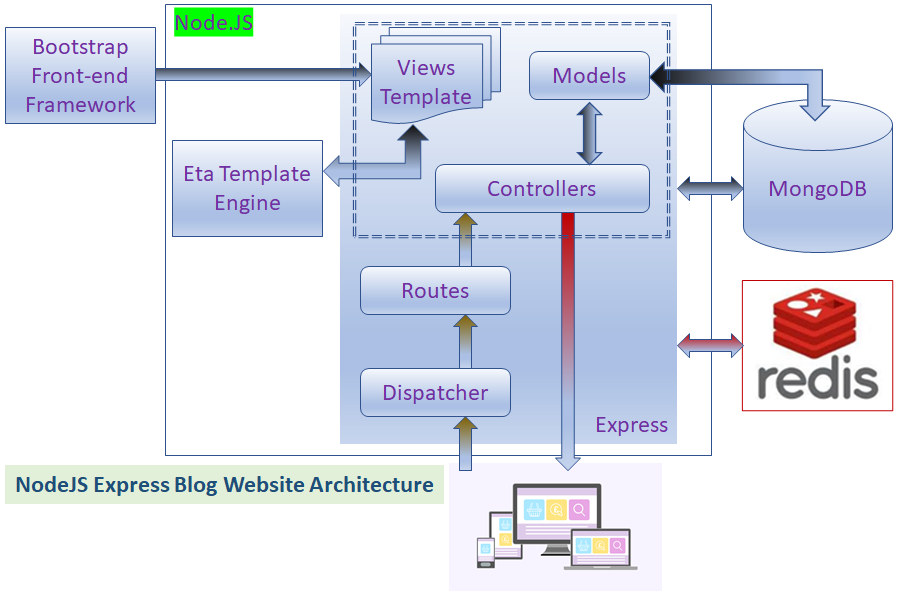 Node.JS
Bootstrap
Front-end
Framework
Views
Template
Models
Eta Template
Engine
Controllers
MongoDB
Routes
redis
Dispatcher
Express
NodeJS Express Blog Website Architecture